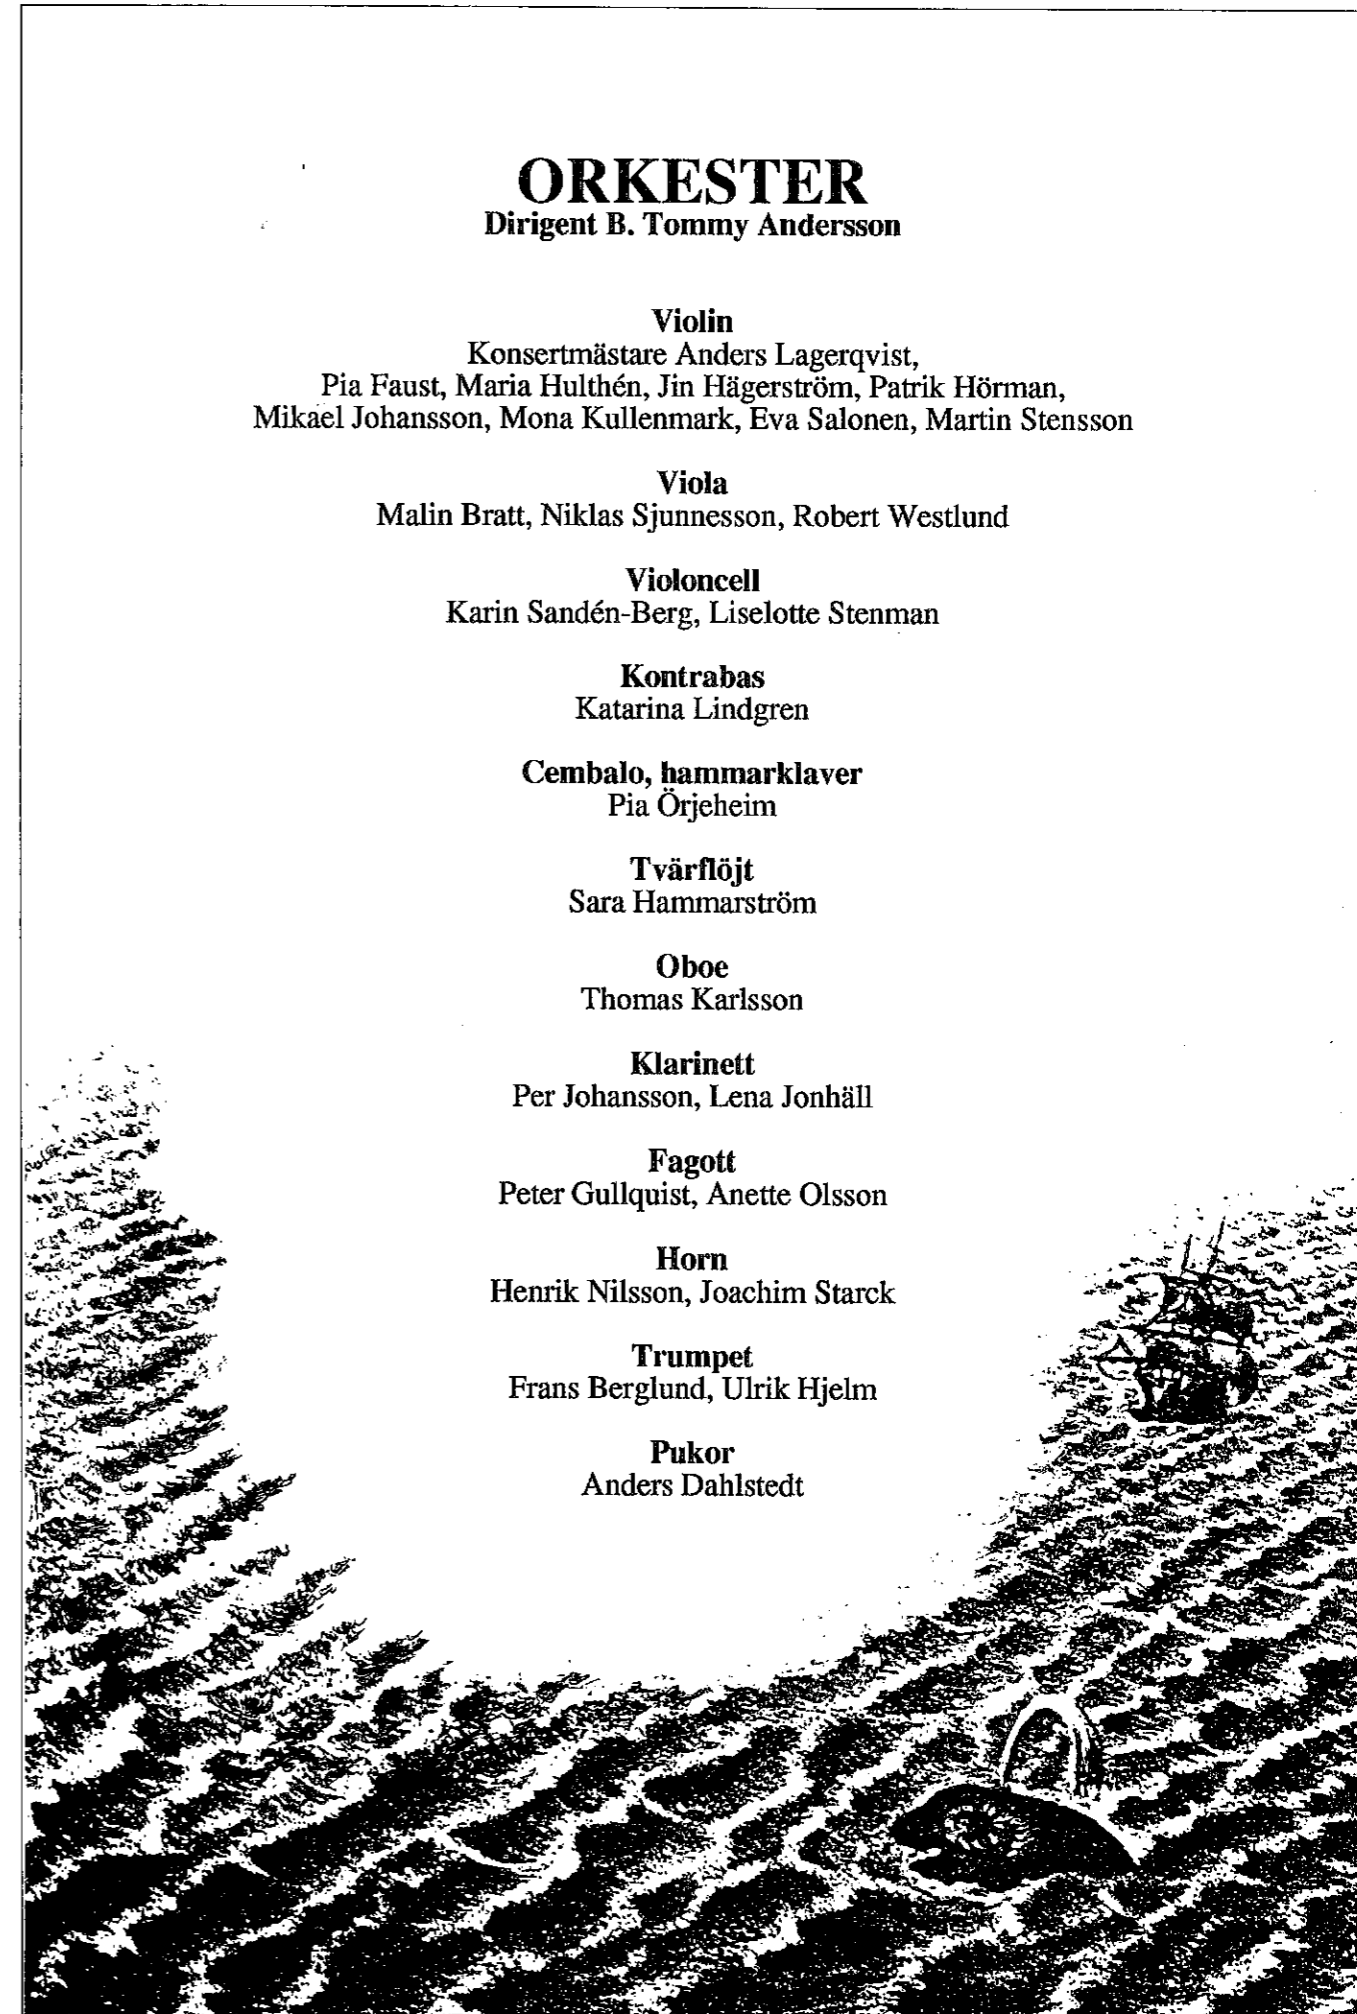 ORKESTER
Dirigent B. Tommy Andersson
Violin
Konsertmästare Anders Lagerqvist,
Pia Faust, Maria Hulthén, Jin Hägerström, Patrik Hörman,
Mikael Johansson, Mona Kullenmark, Eva Salonen, Martin Stensson
Viola
Malin Bratt, Niklas Sjunnesson, Robert Westlund
Violoncell
Karin Sandén-Berg, Liselotte Stenman
Kontrabas
Katarina Lindgren
Cembalo, hammarklaver
Pia Örjeheim
Tvärflöjt
Sara Hammarström
Oboe
Thomas Karlsson
Klarinett
Per Johansson, Lena Jonhäll
Fagott
Peter Gullquist, Anette Olsson
Horn
Henrik Nilsson, Joachim Starck
Trumpet
Frans Berglund, Ulrik Hjelm
Pukor
Anders Dahlstedt